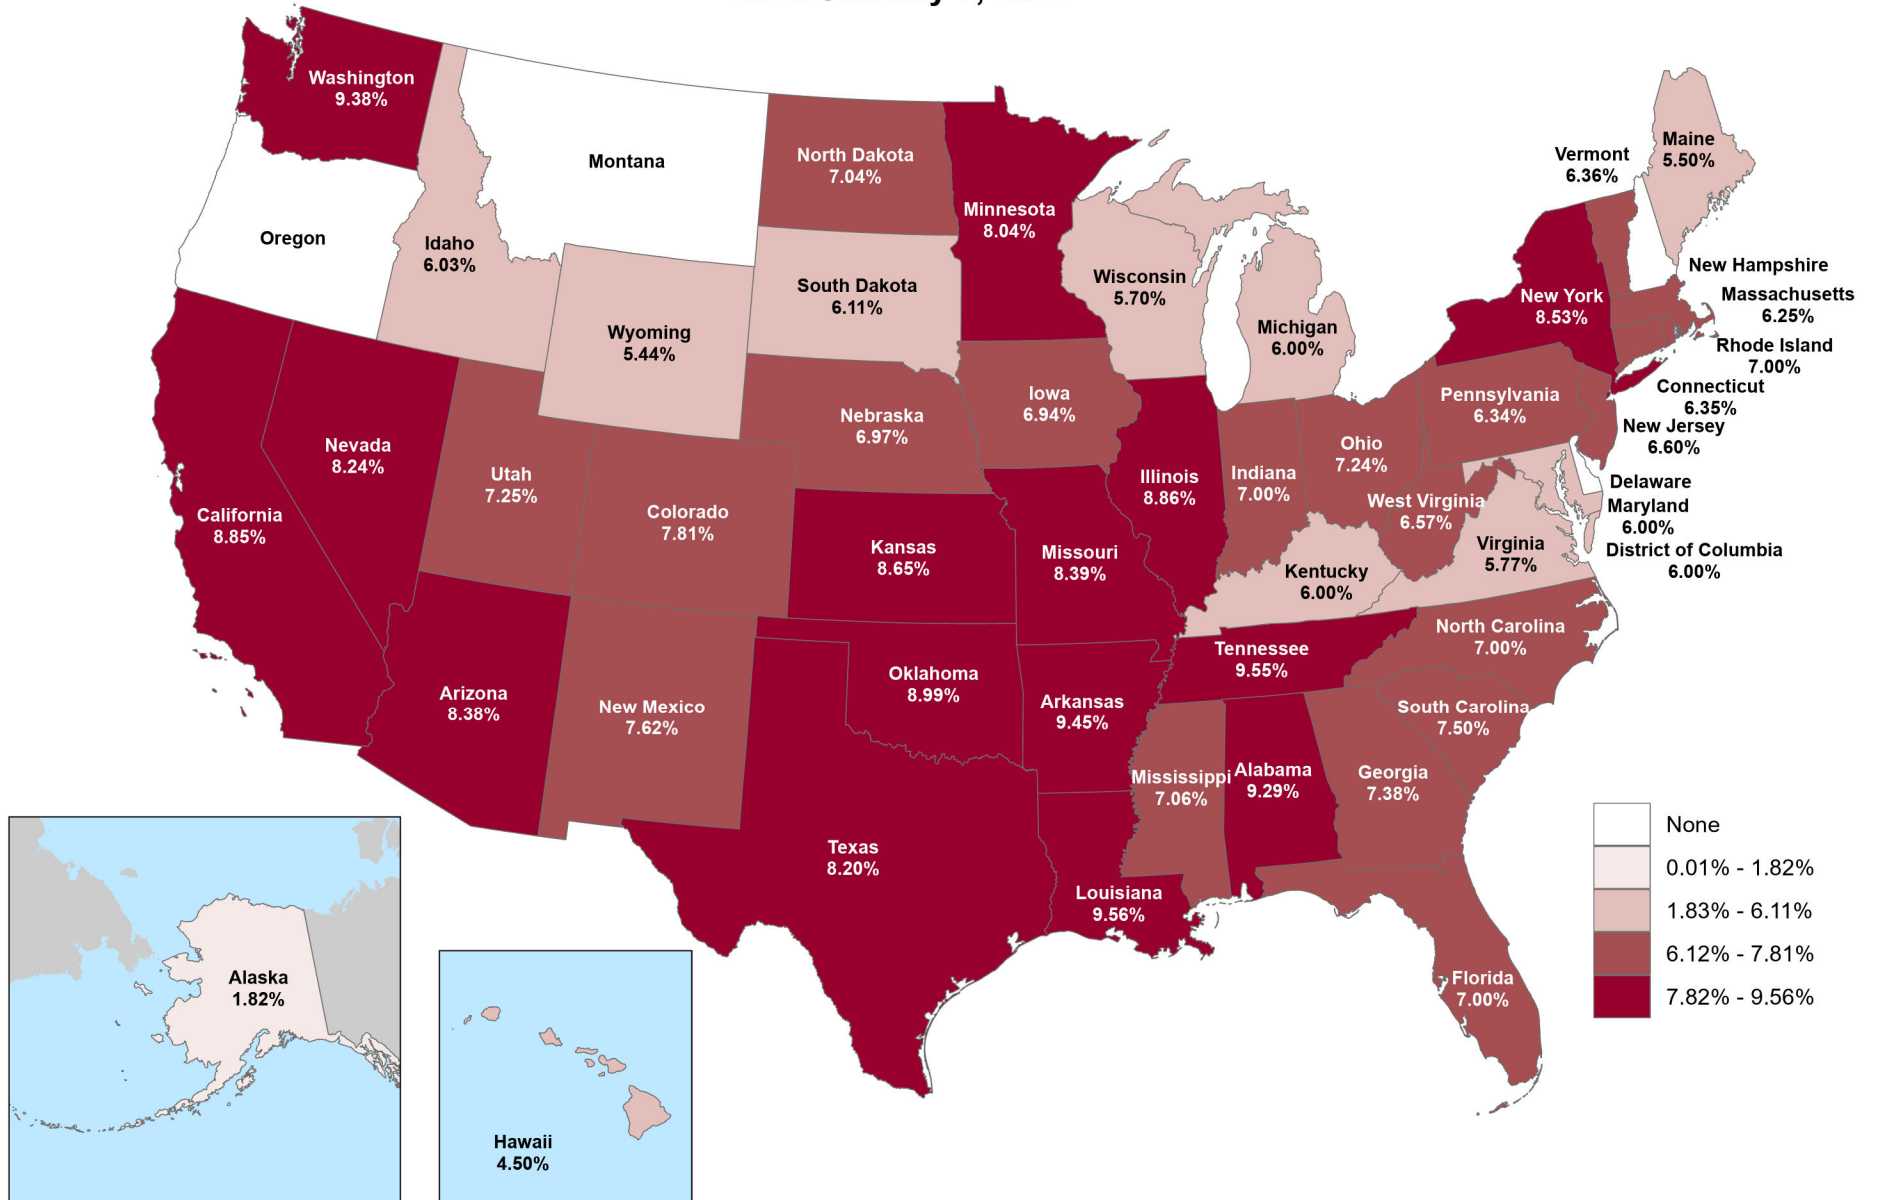 Washington
9.38%
Montana
North Dakota
7.04%
Minnesota
8.04%
Maine
5.50%
Vermont
6.36%
Oregon
Idaho
6.03%
South Dakota
6.11%
Wisconsin
5.70%
New Hampshire
Massachusetts
6.25%
New York
8.53%
Wyoming
5.44%
Michigan
6.00%
Rhode Island
7.00%
Connecticut
6.35%
Nebraska
6.97%
Iowa
6.94%
Pennsylvania
6.34%
New Jersey
6.60%
Nevada
8.24%
Utah
7.25%
Illinois
8.86%
Indiana
7.00%
Ohio
7.24%
Delaware
Maryland
6.00%
West Virginia
6.57%
California
8.85%
Colorado
7.81%
Kansas
8.65%
Missouri
8.39%
Virginia
5.77%
District of Columbia
6.00%
Kentucky
6.00%
North Carolina
7.00%
Tennessee
9.55%
Arizona
8.38%
New Mexico
7.62%
Oklahoma
8.99%
Arkansas
9.45%
South Carolina
7.50%
Mississippi
7.06%
Alabama
9.29%
Georgia
7.38%
Texas
8.20%
Louisiana
9.56%
Florida
7.00%
Alaska
1.82%
Hawaii
4.50%
None
0.01% - 1.82%
1.83% - 6.11%
6.12% - 7.81%
7.82% - 9.56%